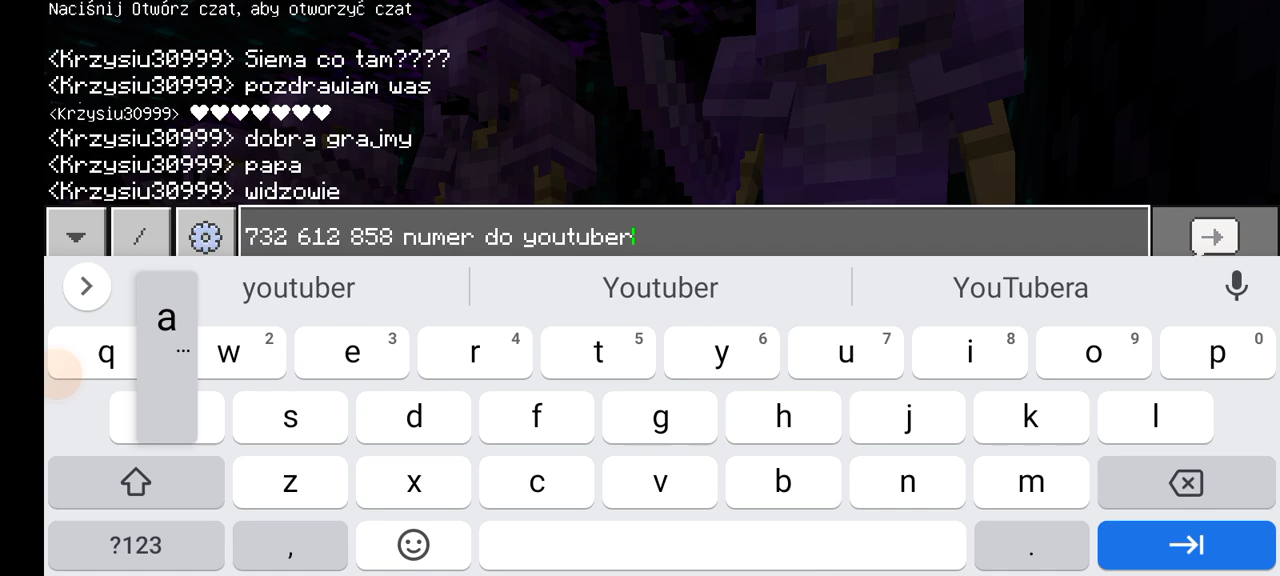 Naciśnij Otwórz czat, aby otworzyć czat
<Krzysiu30999> Siema co tam????
<Krzysiu30999> pozdrawiam was
<Krzysiu30999> ♥♥♥♥♥♥♥
<Krzysiu30999> dobra grajmy
<Krzysiu30999> papa
<Krzysiu30999> widzowie
/ 732 612 858 numer do youtuber
youtuber Youtuber YouTubera
a
q w 2 e 3 r 4 t 5 y 6 u 7 i 8 o 9 p 0
s d f g h j k l
z x c v b n m
?123 , .